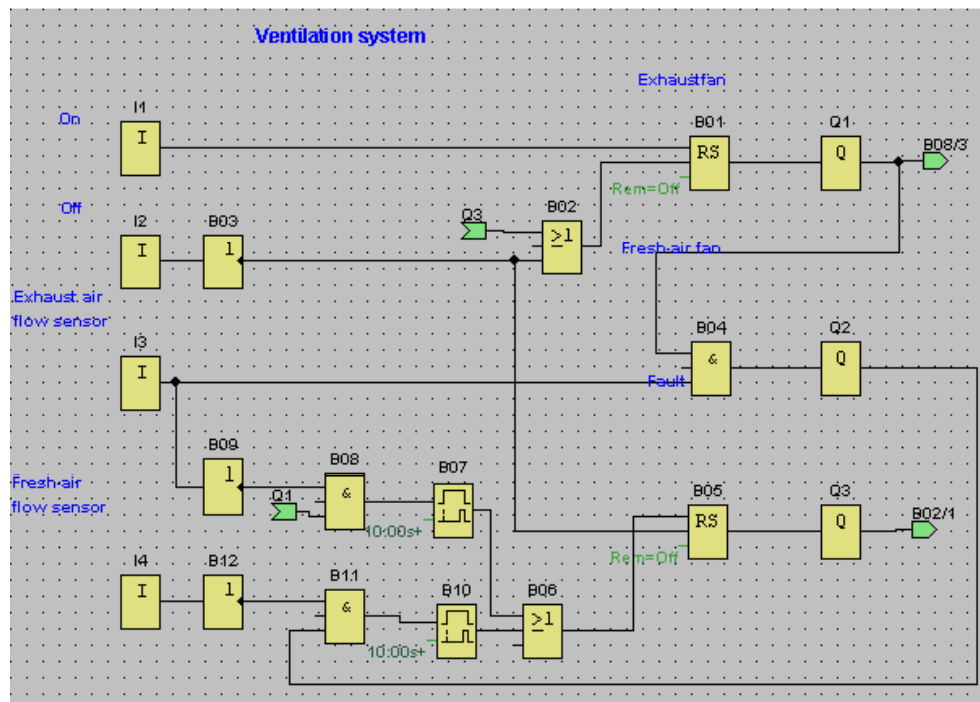 Ventilation system
Exhaustfan
On
I1
I
B01
RS
Rem=Off
Q1
Q
B08/3
Off
I2
I
B03
1
Q3
B02
>1
Fresh-air fan
Exhaust air
flow sensor
I3
I
B04
&
Fault
Q2
Q
Fresh-air
flow sensor
B09
1
Q1
B08
&
B07
10:00s+
B05
RS
Rem=Off
Q3
Q
B02/1
I4
I
B12
1
B11
&
B10
10:00s+
B06
>1